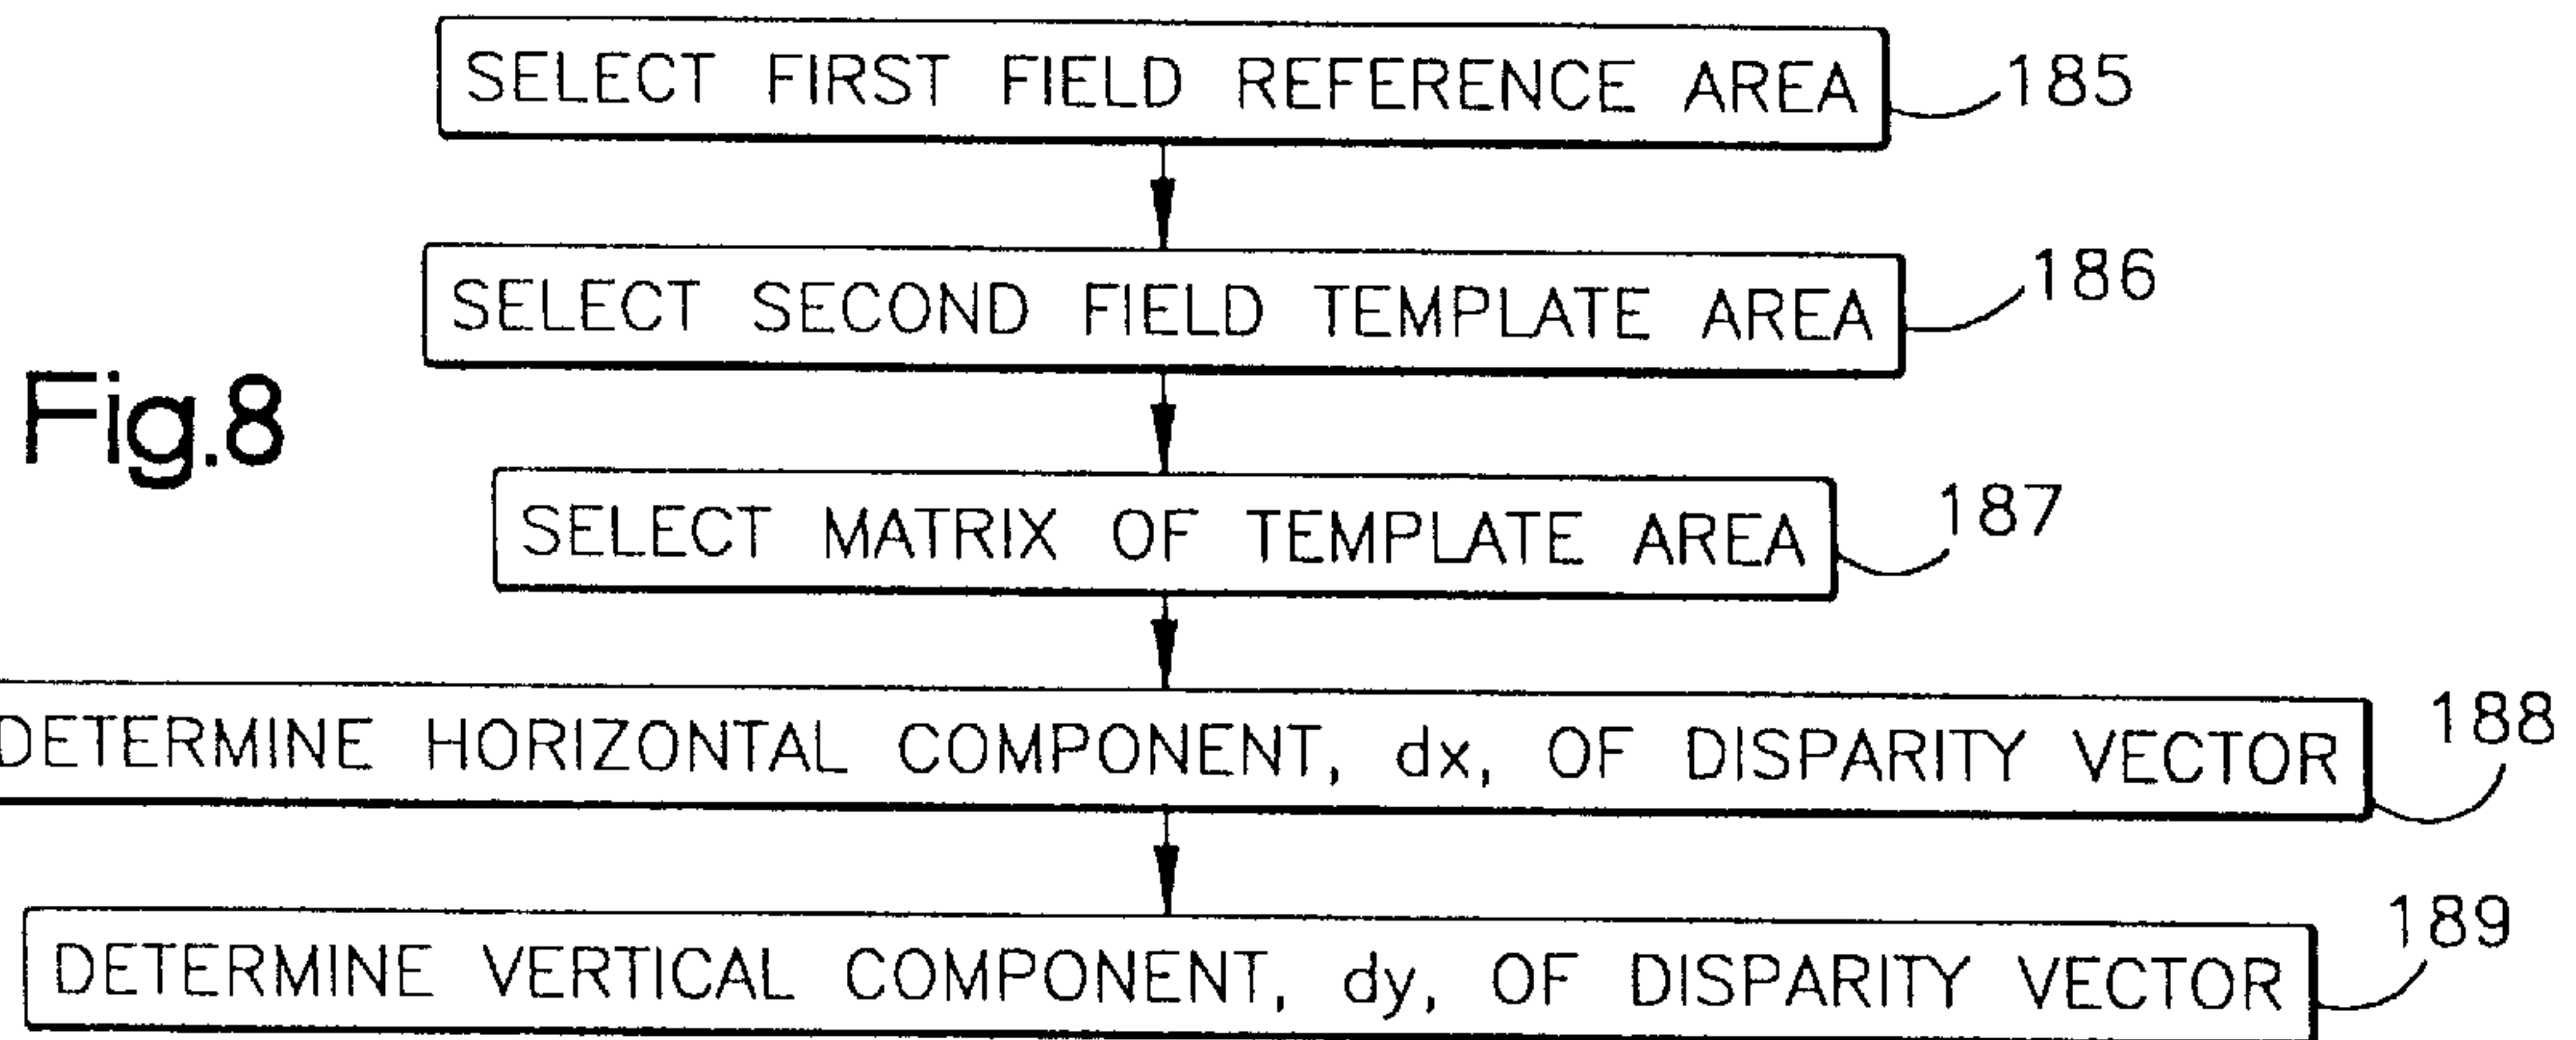 SELECT FIRST FIELD REFERENCE AREA 185
SELECT SECOND FIELD TEMPLATE AREA 186
Fig.8
SELECT MATRIX OF TEMPLATE AREA 187
DETERMINE HORIZONTAL COMPONENT, dx, OF DISPARITY VECTOR 188
DETERMINE VERTICAL COMPONENT, dy, OF DISPARITY VECTOR 189